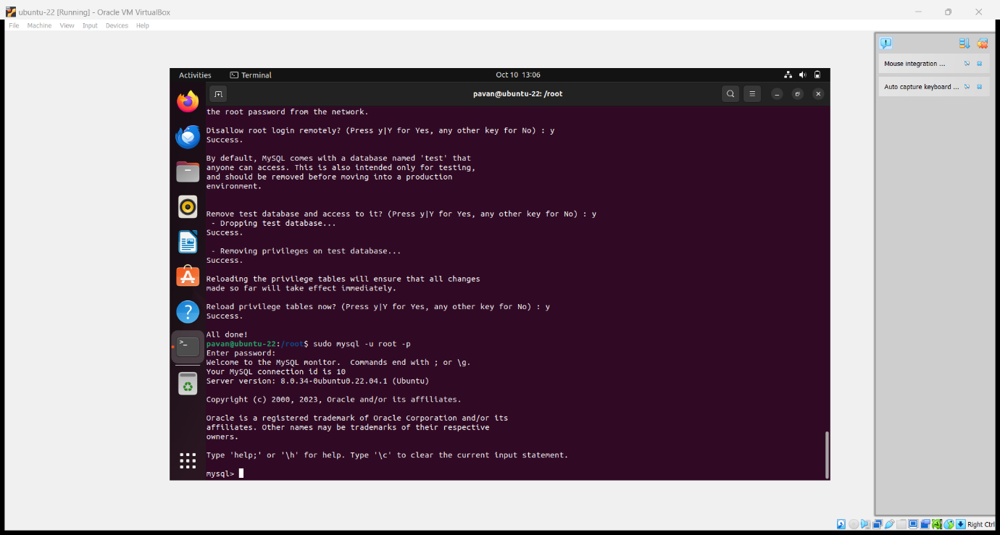 ubuntu-22 [Running] - Oracle VM VirtualBox
File Machine View Input Devices Help
Mouse integration ...
Auto capture keyboard ...
Activities Terminal Oct 10 13:06
pavan@ubuntu-22: /root
the root password from the network.
Disallow root login remotely? (Press y|Y for Yes, any other key for No) : y
Success.
By default, MySQL comes with a database named 'test' that
anyone can access. This is also intended only for testing,
and should be removed before moving into a production
environment.
Remove test database and access to it? (Press y|Y for Yes, any other key for No) : y
- Dropping test database...
Success.
- Removing privileges on test database...
Success.
Reloading the privilege tables will ensure that all changes
made so far will take effect immediately.
Reload privilege tables now? (Press y|Y for Yes, any other key for No) : y
Success.
All done!
pavan@ubuntu-22:/root$ sudo mysql -u root -p
Enter password:
Welcome to the MySQL monitor.  Commands end with ; or \g.
Your MySQL connection id is 10
Server version: 8.0.34-0ubuntu0.22.04.1 (Ubuntu)
Copyright (c) 2000, 2023, Oracle and/or its affiliates.
Oracle is a registered trademark of Oracle Corporation and/or its
affiliates. Other names may be trademarks of their respective
owners.
Type 'help;' or '\h' for help. Type '\c' to clear the current input statement.
mysql>
Right Ctrl